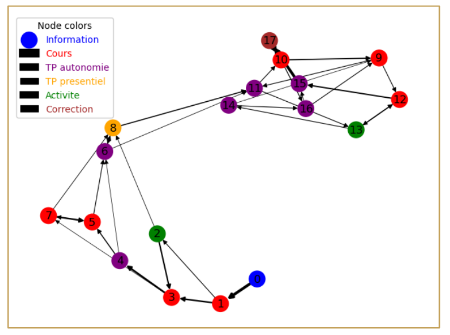 Node colors
Information
Cours
TP autonomie
TP presentiel
Activite
Correction
17
10
9
11
15
12
14
16
13
8
6
7
5
2
4
0
3
1